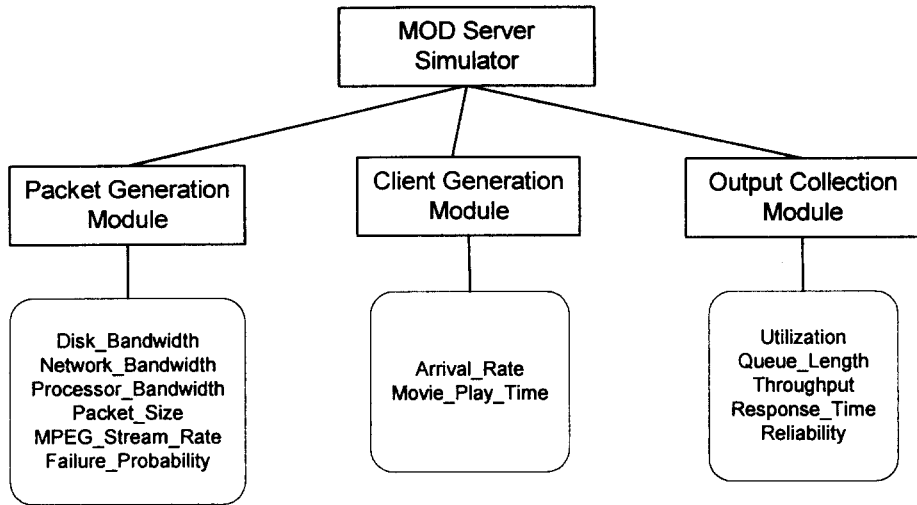 MOD Server
Simulator
Packet Generation
Module
Client Generation
Module
Output Collection
Module
Disk_Bandwidth
Network_Bandwidth
Processor_Bandwidth
Packet_Size
MPEG_Stream_Rate
Failure_Probability
Arrival_Rate
Movie_Play_Time
Utilization
Queue_Length
Throughput
Response_Time
Reliability